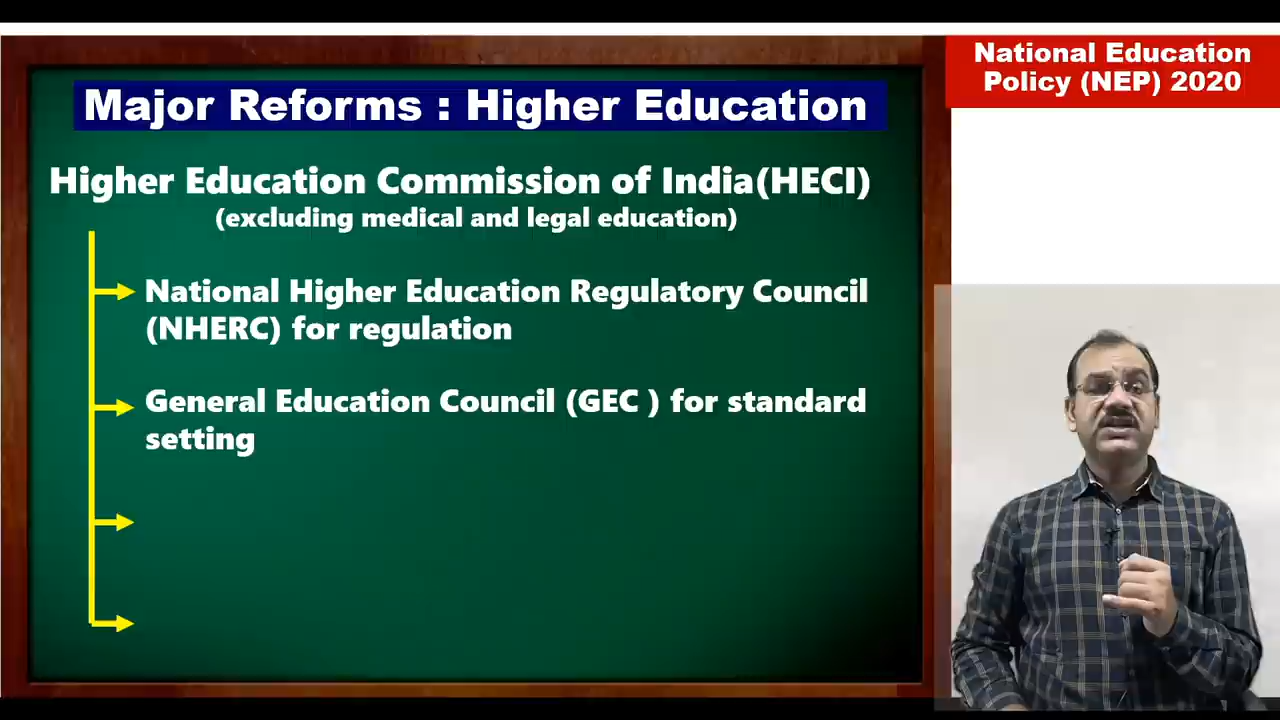 National Education
Policy (NEP) 2020
Major Reforms : Higher Education
Higher Education Commission of India(HECI)
(excluding medical and legal education)
National Higher Education Regulatory Council
(NHERC) for regulation
General Education Council (GEC ) for standard
setting